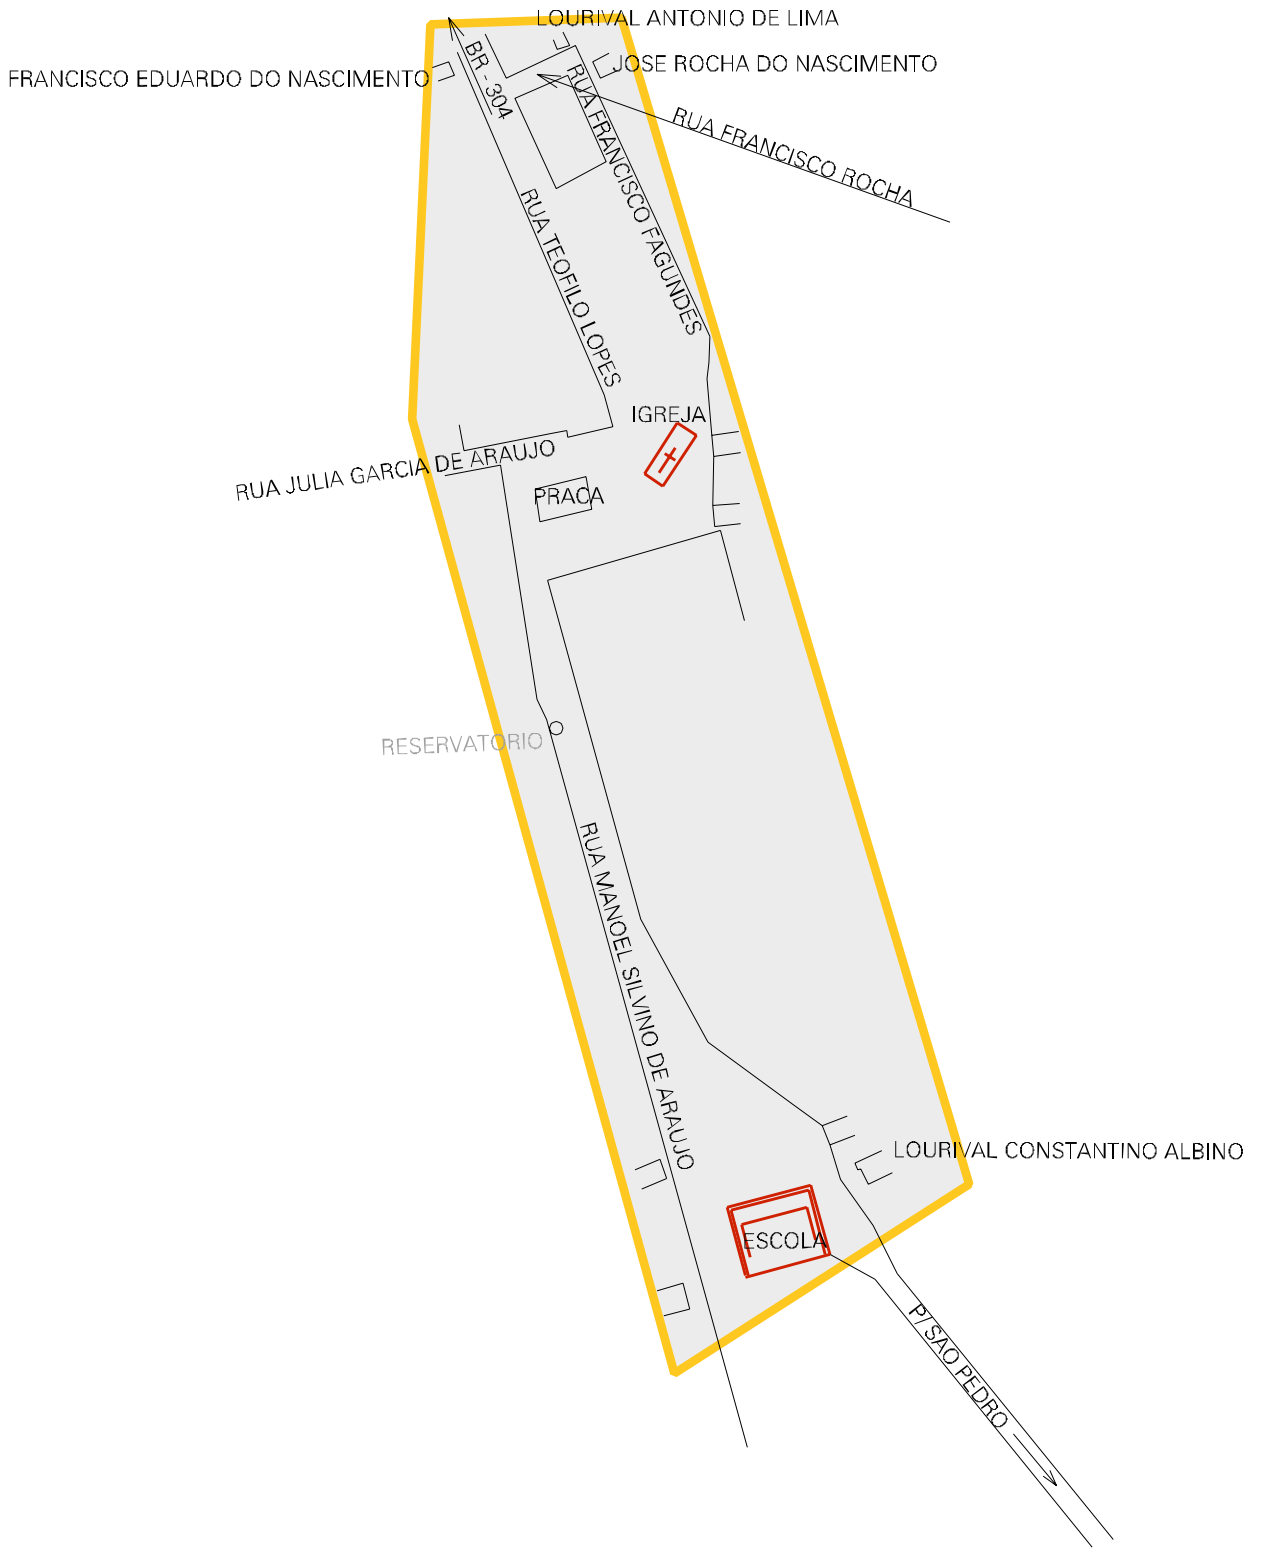 LOURIVAL ANTONIO DE LIMA
FRANCISCO EDUARDO DO NASCIMENTO
BR - 304
JOSE ROCHA DO NASCIMENTO
RUA FRANCISCO ROCHA
RUA FRANCISCO FAGUNDES
RUA TEOFILO LOPES
IGREJA
RUA JULIA GARCIA DE ARAUJO
PRACA
RESERVATORIO
RUA MANOEL SILVINO DE ARAUJO
LOURIVAL CONSTANTINO ALBINO
ESCOLA
P/ SAO PEDRO